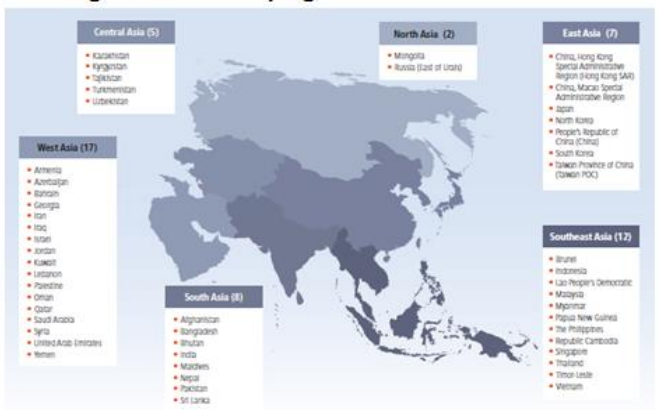 Central Asia (5)
Kazakhstan
Kyrgyzstan
Tajikistan
Turkmenistan
Uzbekistan
North Asia (2)
Mongolia
Russia (East of Urals)
East Asia (7)
China, Hong Kong
Special Administrative
Region (Hong Kong SAR)
China, Macao Special
Administrative Region
Japan
North Korea
People's Republic of
China (China)
South Korea
Taiwan Province of China
(Taiwan POC)
West Asia (17)
Armenia
Azerbaijan
Bahrain
Georgia
Iran
Iraq
Israel
Jordan
Kuwait
Lebanon
Palestine
Oman
Qatar
Saudi Arabia
Syria
United Arab Emirates
Yemen
South Asia (8)
Afghanistan
Bangladesh
Bhutan
India
Maldives
Nepal
Pakistan
Sri Lanka
Southeast Asia (12)
Brunei
Indonesia
Lao People's Democratic
Malaysia
Myanmar
Papua New Guinea
The Philippines
Republic Cambodia
Singapore
Thailand
Timor-Leste
Vietnam